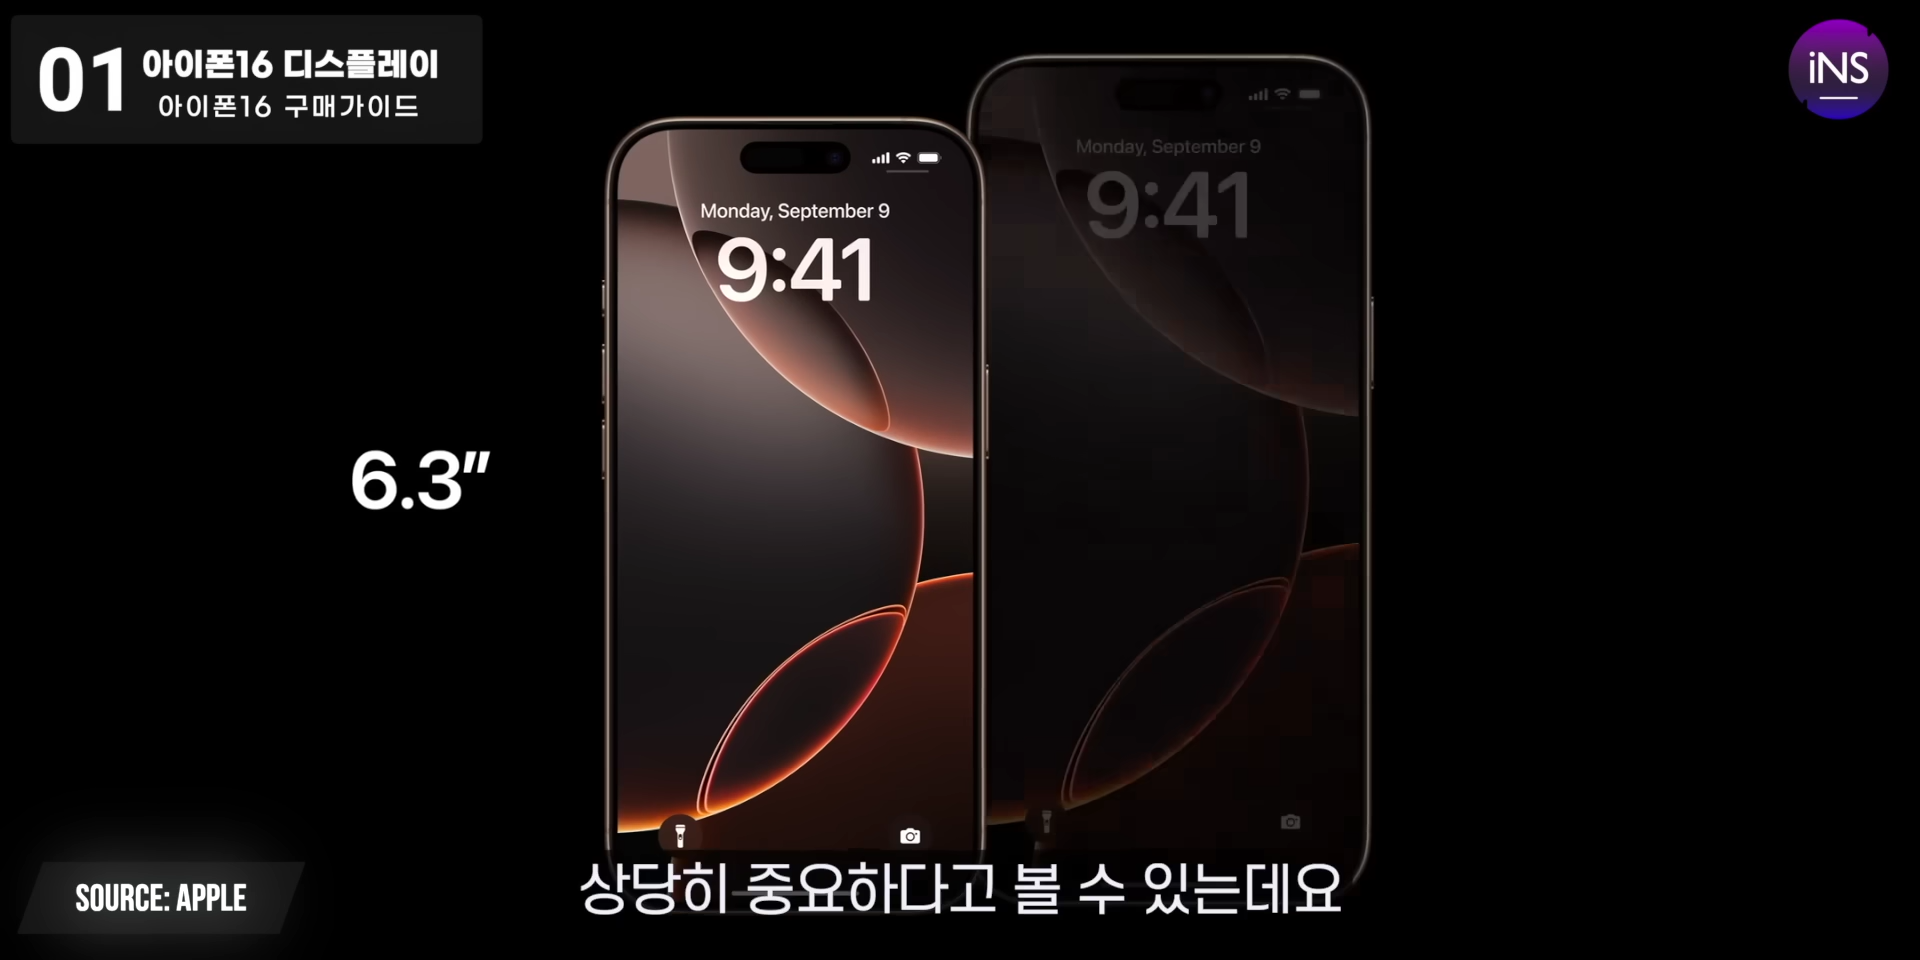 01 아이폰16 디스플레이
아이폰16 구매가이드
iNS
Monday, September 9
9:41
Monday, September 9
9:41
6.3"
SOURCE: APPLE
상당히 중요하다고 볼 수 있는데요